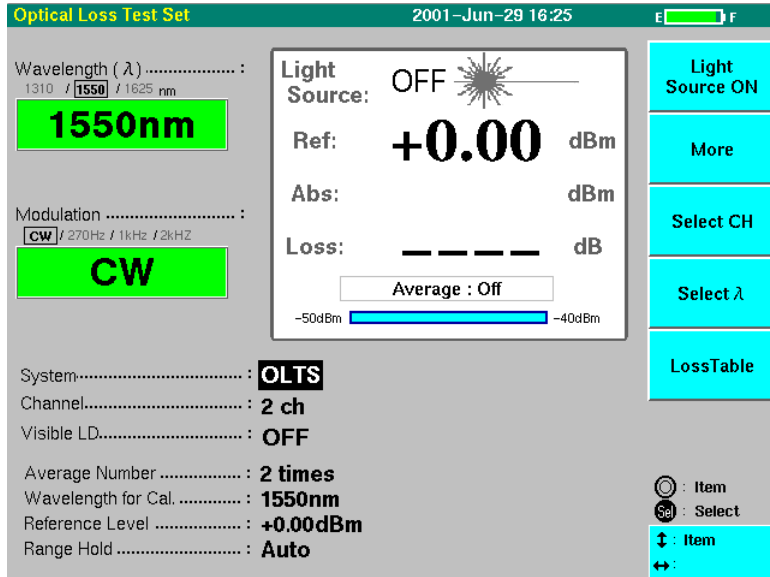 Optical Loss Test Set 2001-Jun-29 16:25 E F
Wavelength ( λ ) .................... :
1310 / 1550 / 1625 nm
1550nm
Modulation ............................ :
CW / 270Hz / 1kHz / 2kHZ
CW
Light Source: OFF
Ref: +0.00 dBm
Abs: dBm
Loss: _ _ _ _ dB
Average : Off
-50dBm -40dBm
System.................................... : OLTS
Channel.................................. : 2 ch
Visible LD............................... : OFF
Average Number .................. : 2 times
Wavelength for Cal. .............. : 1550nm
Reference Level ................... : +0.00dBm
Range Hold ........................... : Auto
Light
Source ON
More
Select CH
Select λ
LossTable
: Item
Sel : Select
↕ : Item
↔ :